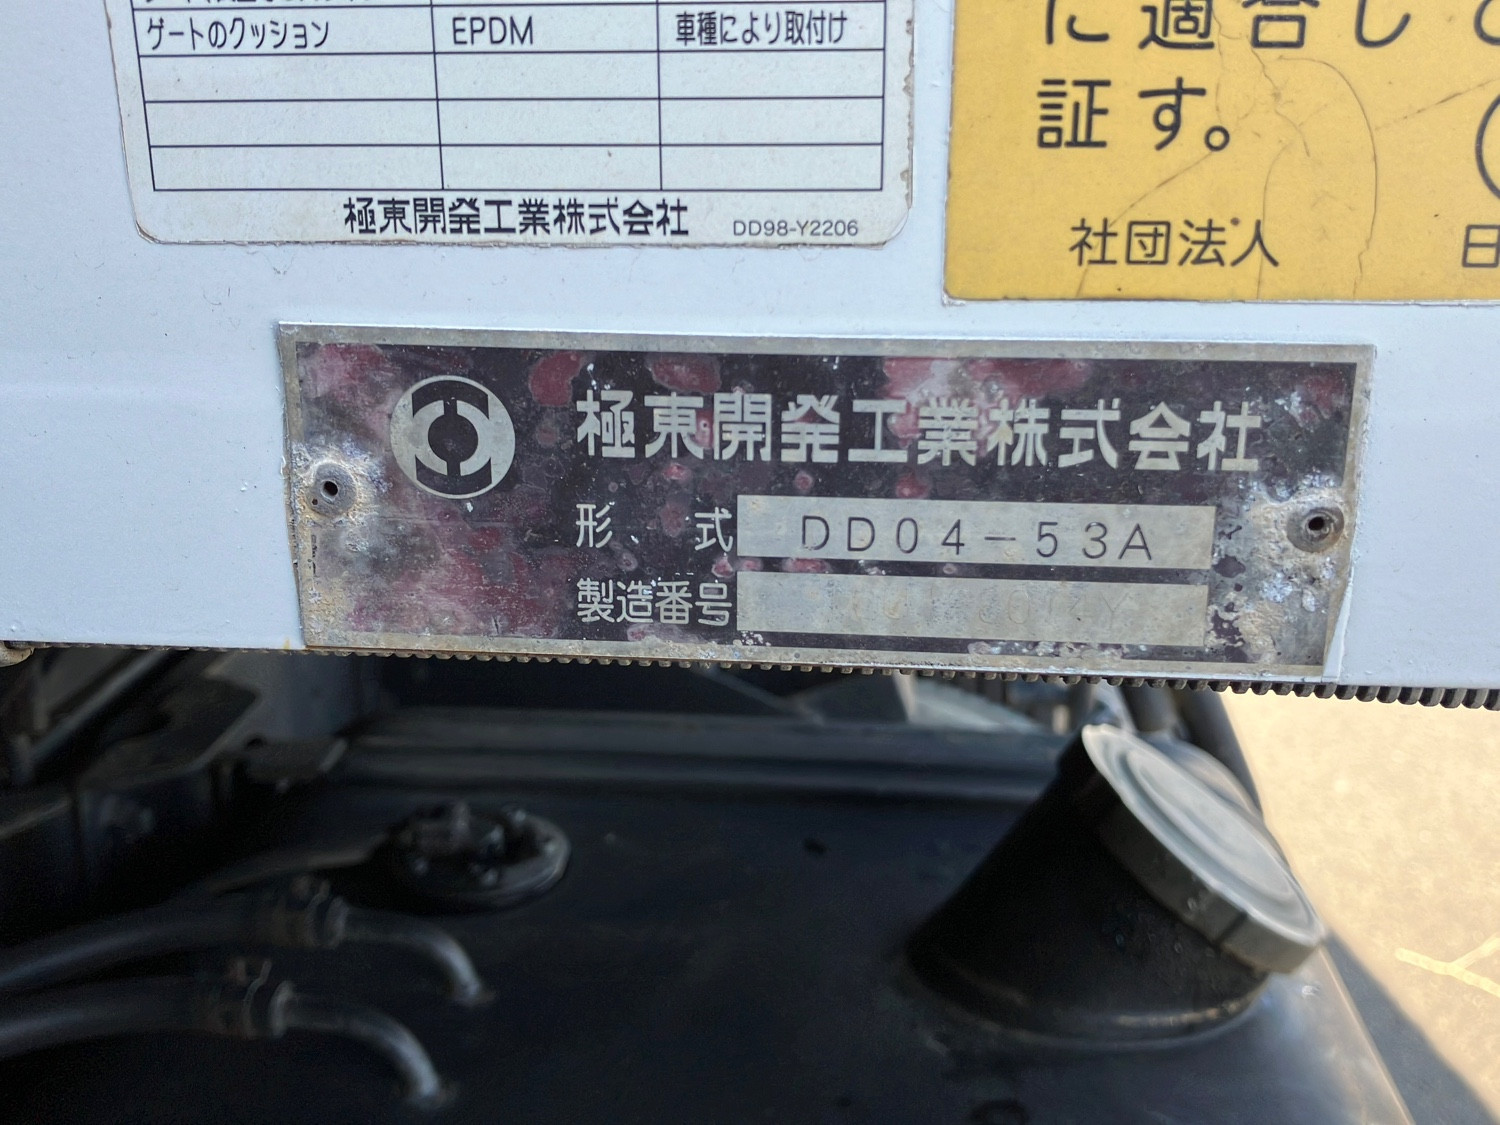 ゲートのクッション EPDM 車種により取付け
極東開発工業株式会社 DD98-Y2206
に適合し
証す。
社団法人 日
極東開発工業株式会社
形 式 DD04-53A
製造番号